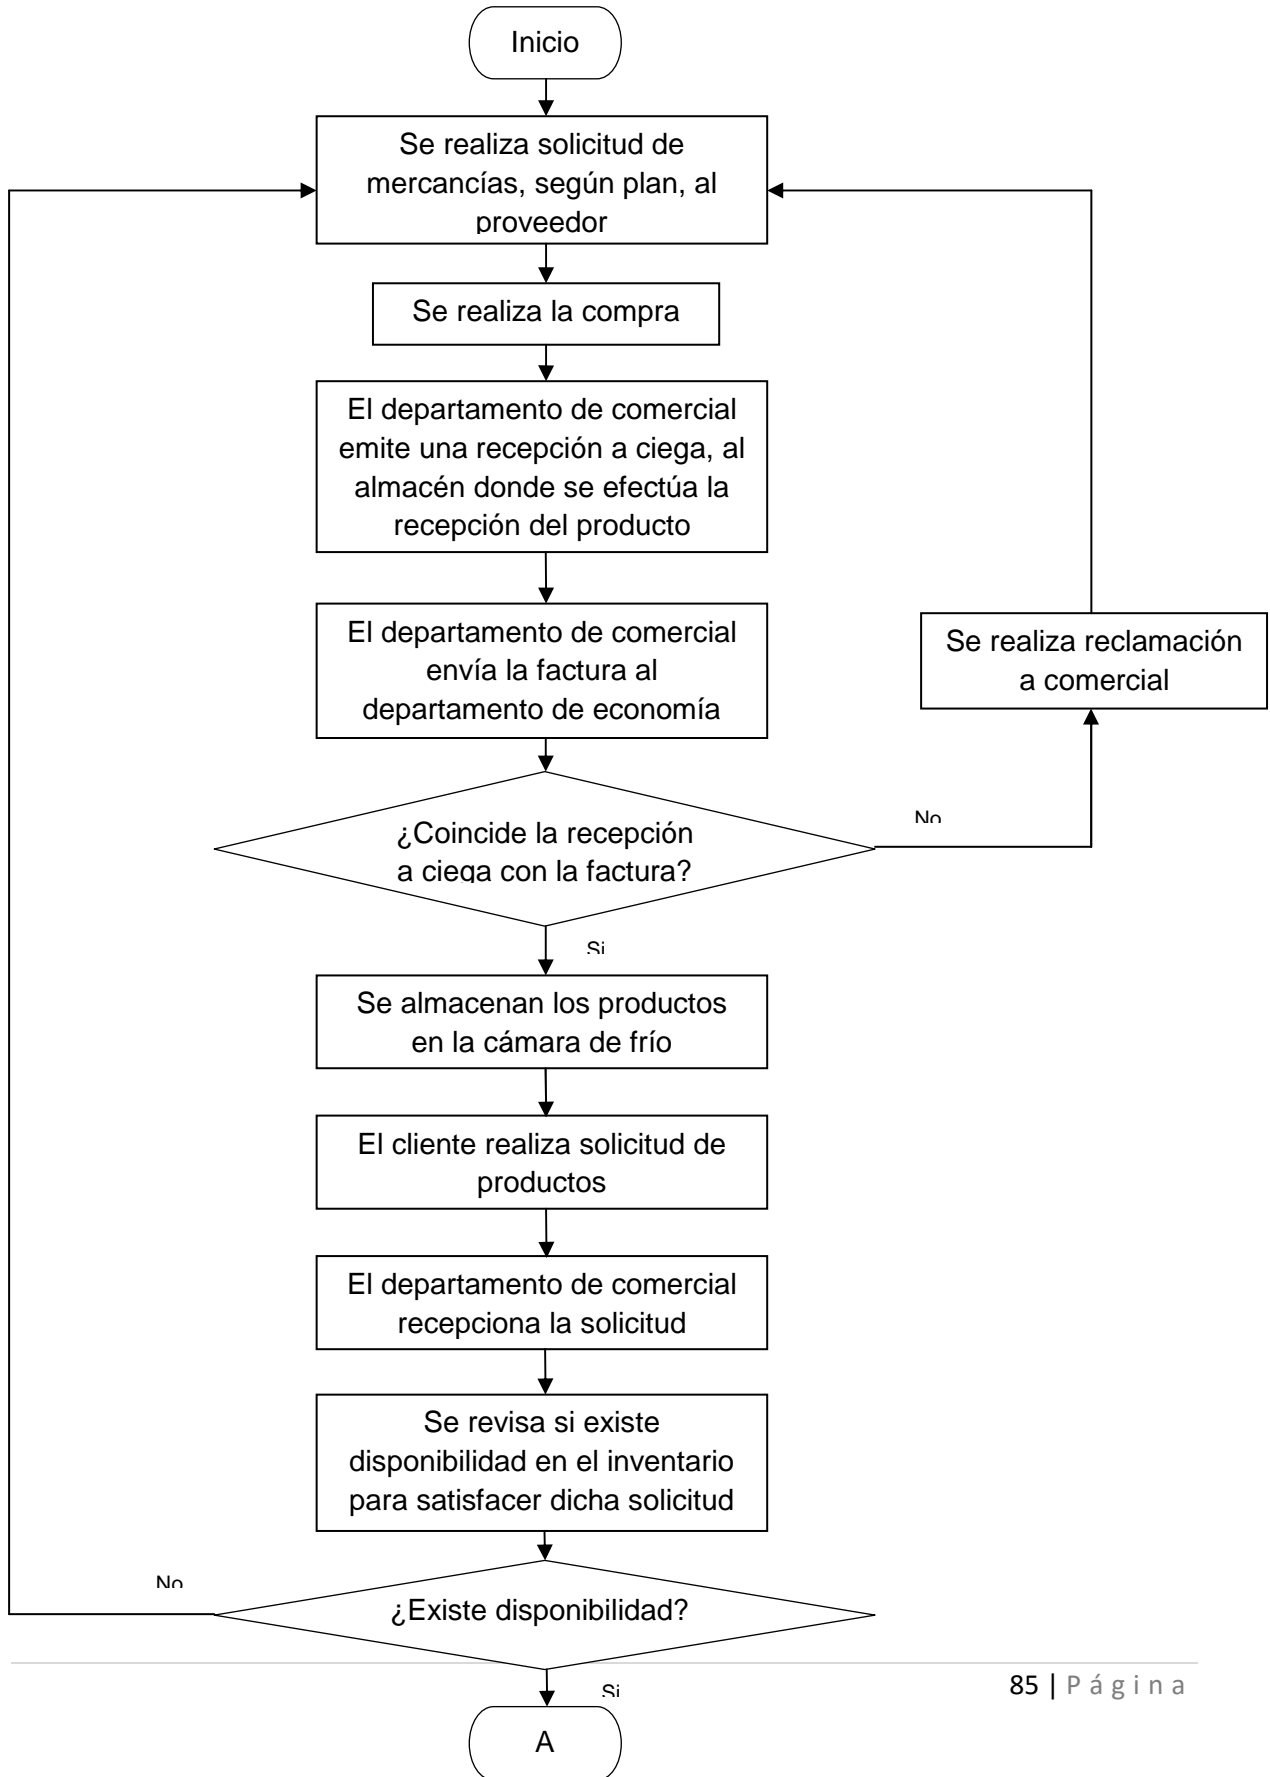 Inicio
Se realiza solicitud de
mercancías, según plan, al
proveedor
Se realiza la compra
El departamento de comercial
emite una recepción a ciega, al
almacén donde se efectúa la
recepción del producto
El departamento de comercial
envía la factura al
departamento de economía
Se realiza reclamación
a comercial
¿Coincide la recepción
a ciega con la factura?
No
Si
Se almacenan los productos
en la cámara de frío
El cliente realiza solicitud de
productos
El departamento de comercial
recepciona la solicitud
Se revisa si existe
disponibilidad en el inventario
para satisfacer dicha solicitud
No
¿Existe disponibilidad?
Si
85 | Página
A